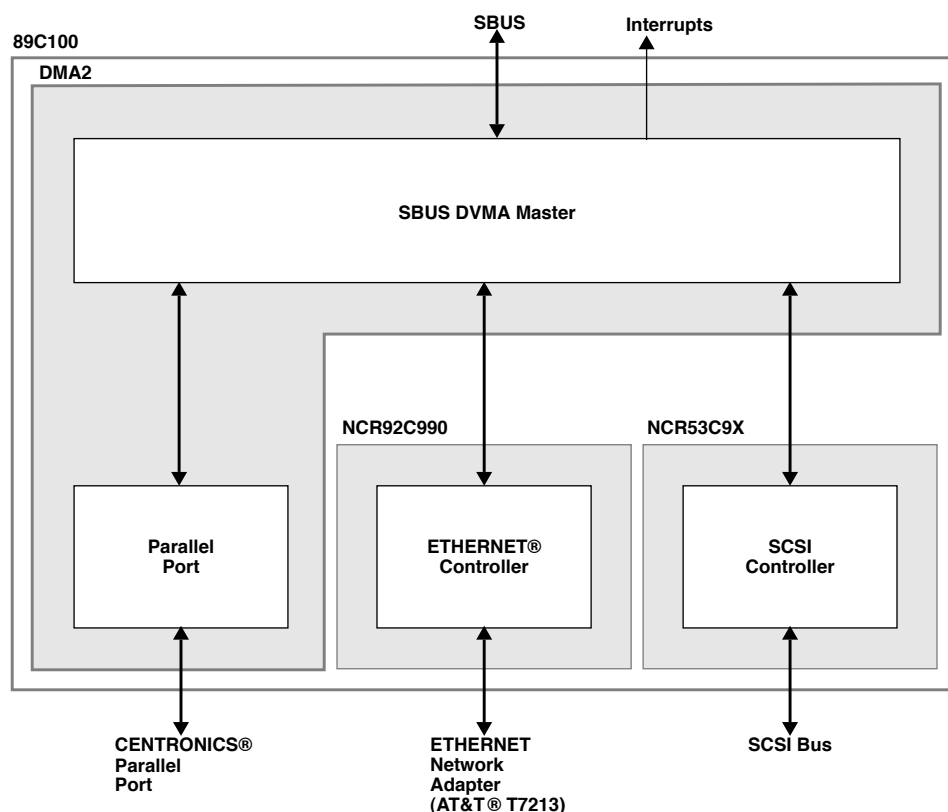 SBUS
Interrupts
89C100
DMA2
SBUS DVMA Master
NCR92C990
NCR53C9X
Parallel
Port
ETHERNET®
Controller
SCSI
Controller
CENTRONICS®
Parallel
Port
ETHERNET
Network
Adapter
(AT&T® T7213)
SCSI Bus